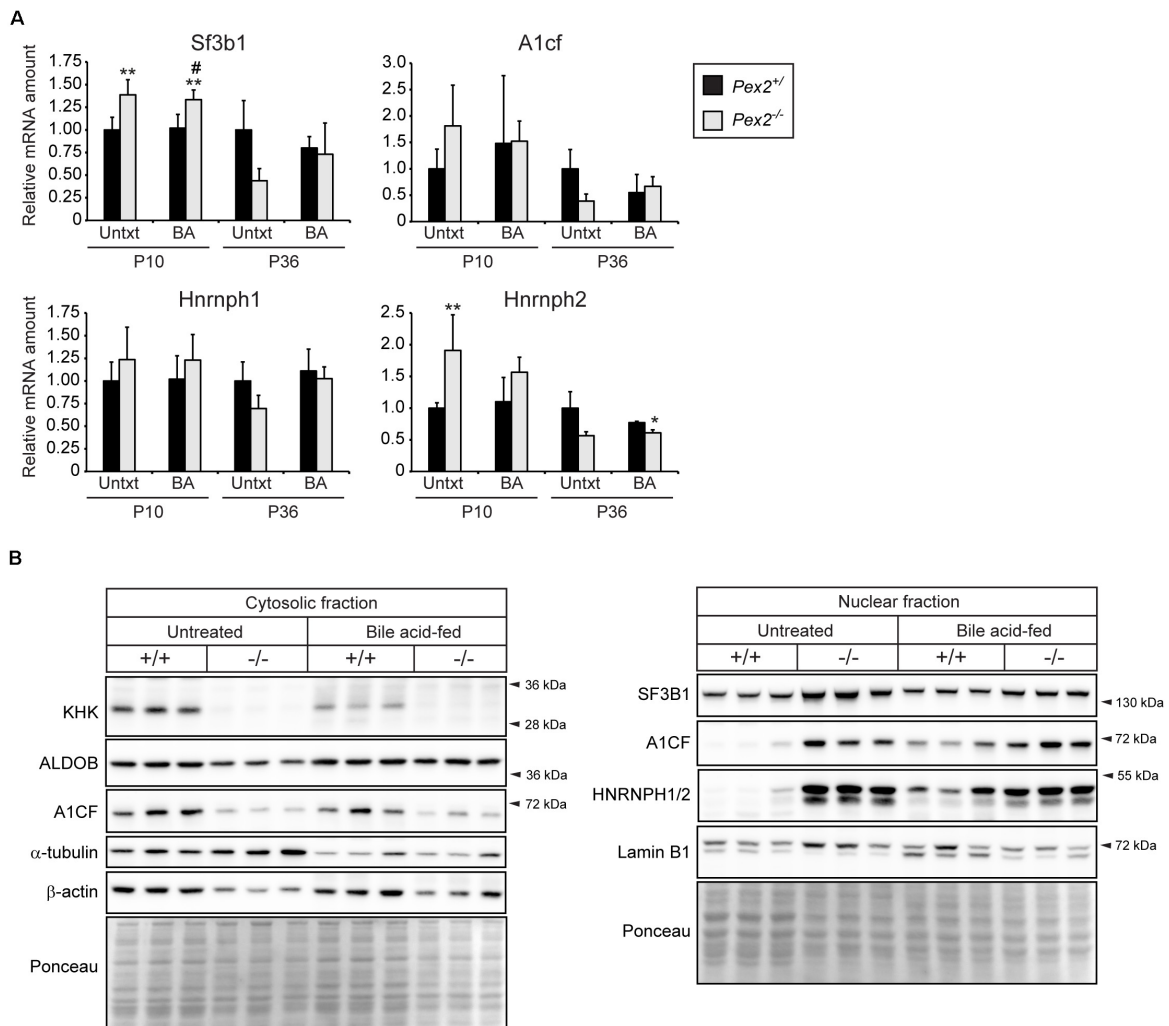 A
Sf3b1
Relative mRNA amount
1.75
1.50
1.25
1.00
0.75
0.50
0.25
0
**
#
**
Untxt BA Untxt BA
P10 P36
A1cf
3.0
2.5
2.0
1.5
1.0
0.5
0
Untxt BA Untxt BA
P10 P36
Pex2+/
Pex2-/-
Hnrnph1
Relative mRNA amount
1.75
1.50
1.25
1.00
0.75
0.50
0.25
0
Untxt BA Untxt BA
P10 P36
Hnrnph2
2.5
2.0
1.5
1.0
0.5
0
**
*
Untxt BA Untxt BA
P10 P36
B
Cytosolic fraction
Untreated Bile acid-fed
+/+ -/- +/+ -/-
KHK
36 kDa
28 kDa
ALDOB
36 kDa
A1CF
72 kDa
α-tubulin
β-actin
Ponceau
Nuclear fraction
Untreated Bile acid-fed
+/+ -/- +/+ -/-
SF3B1
130 kDa
A1CF
72 kDa
HNRNPH1/2
55 kDa
Lamin B1
72 kDa
Ponceau